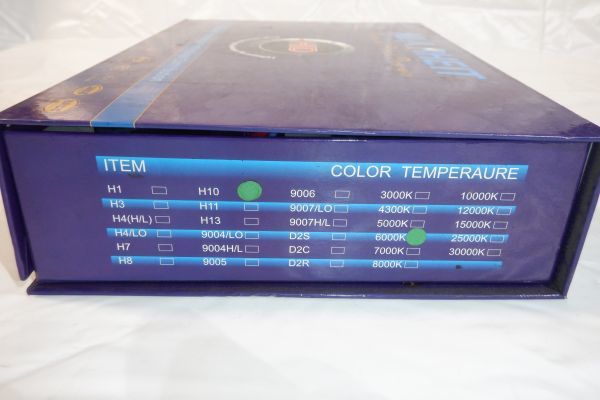 ITEM COLOR TEMPERAURE
H1 H10 9006 3000K 10000K
H3 H11 9007/LO 4300K 12000K
H4(H/L) H13 9007H/L 5000K 15000K
H4/LO 9004/LO D2S 6000K 25000K
H7 9004H/L D2C 7000K 30000K
H8 9005 D2R 8000K